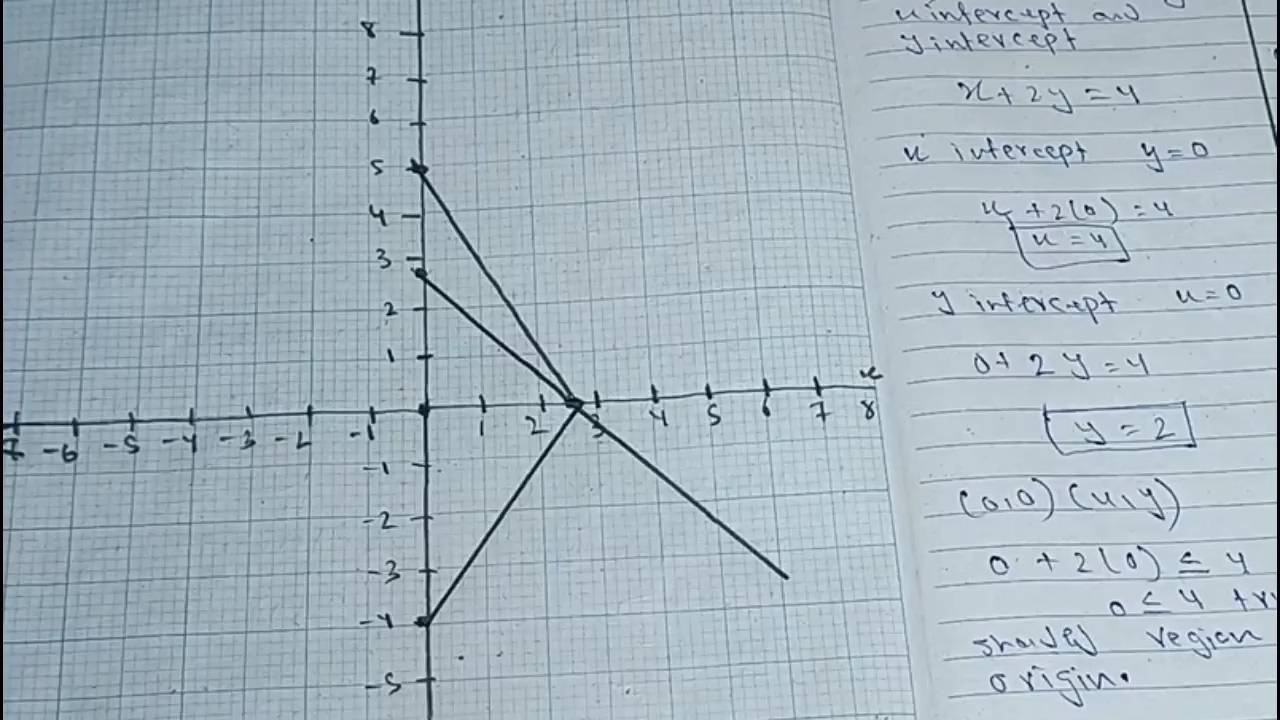 8
7
6
5
4
3
2
1
x
-7 -6 -5 -4 -3 -2 -1 1 2 3 4 5 6 7 8
-1
-2
-3
-4
-5
x intercept and
y intercept
x + 2y = 4
x intercept y = 0
x + 2(0) = 4
x = 4
y intercept x = 0
0 + 2y = 4
y = 2
(0,0) (x,y)
0 + 2(0) ≤ 4
0 ≤ 4
region
origin.